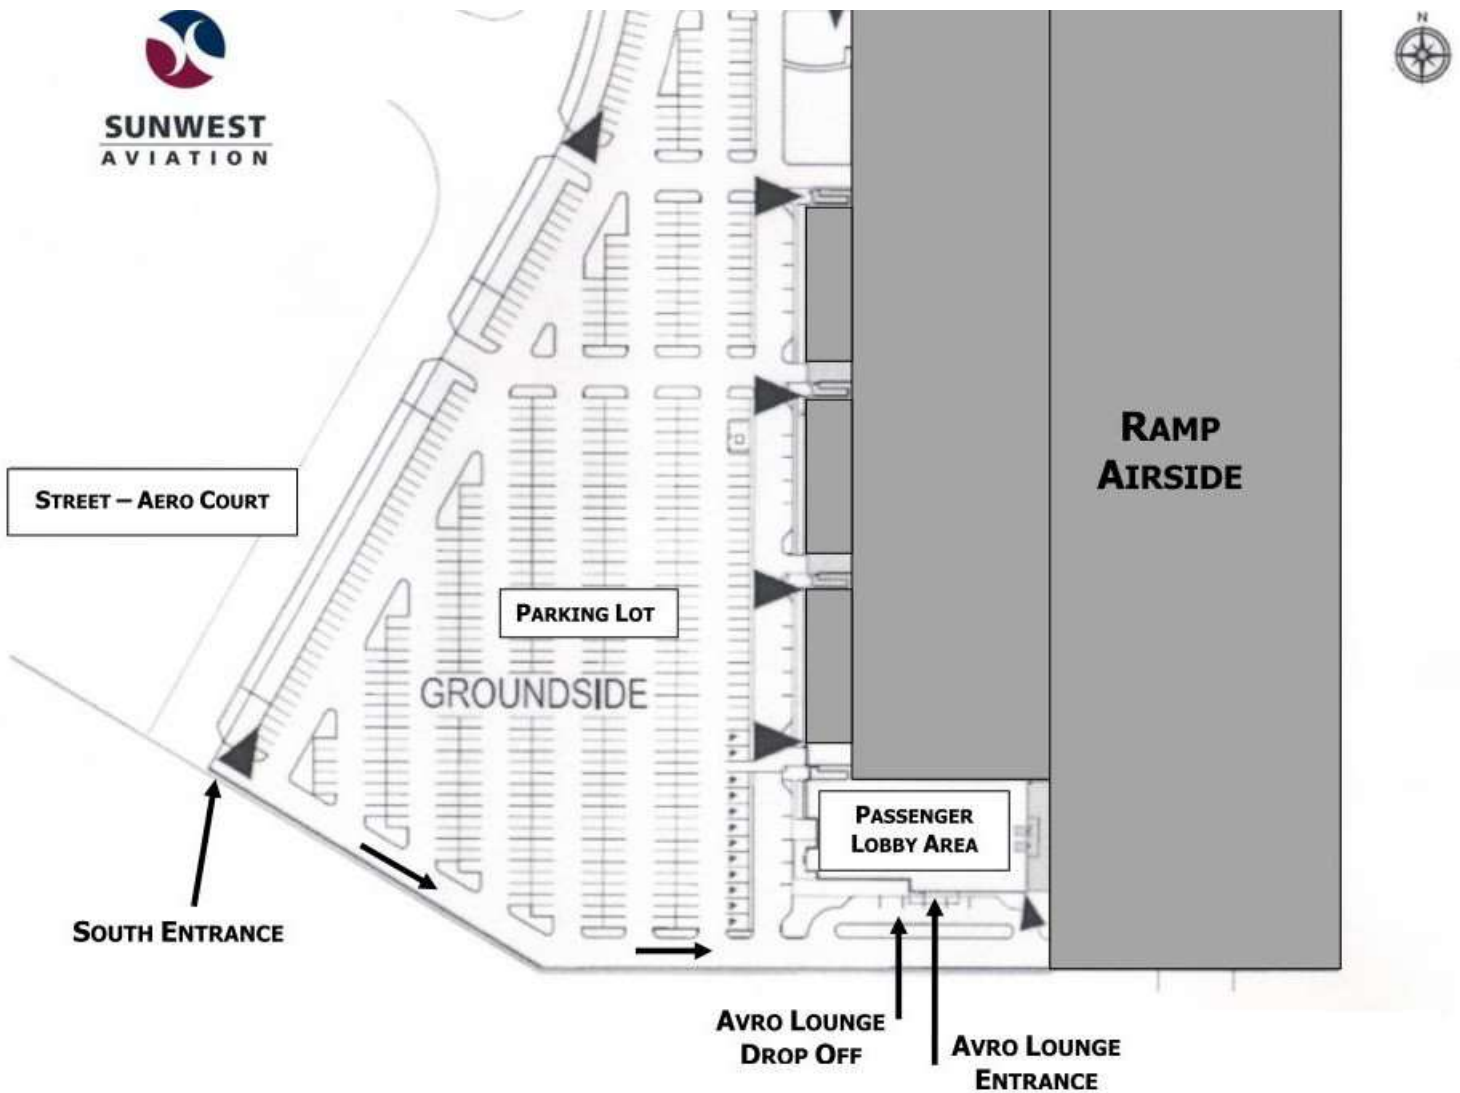 N
SUNWEST
AVIATION
RAMP
AIRSIDE
STREET – AERO COURT
PARKING LOT
GROUNDSIDE
PASSENGER
LOBBY AREA
SOUTH ENTRANCE
AVRO LOUNGE
DROP OFF
AVRO LOUNGE
ENTRANCE